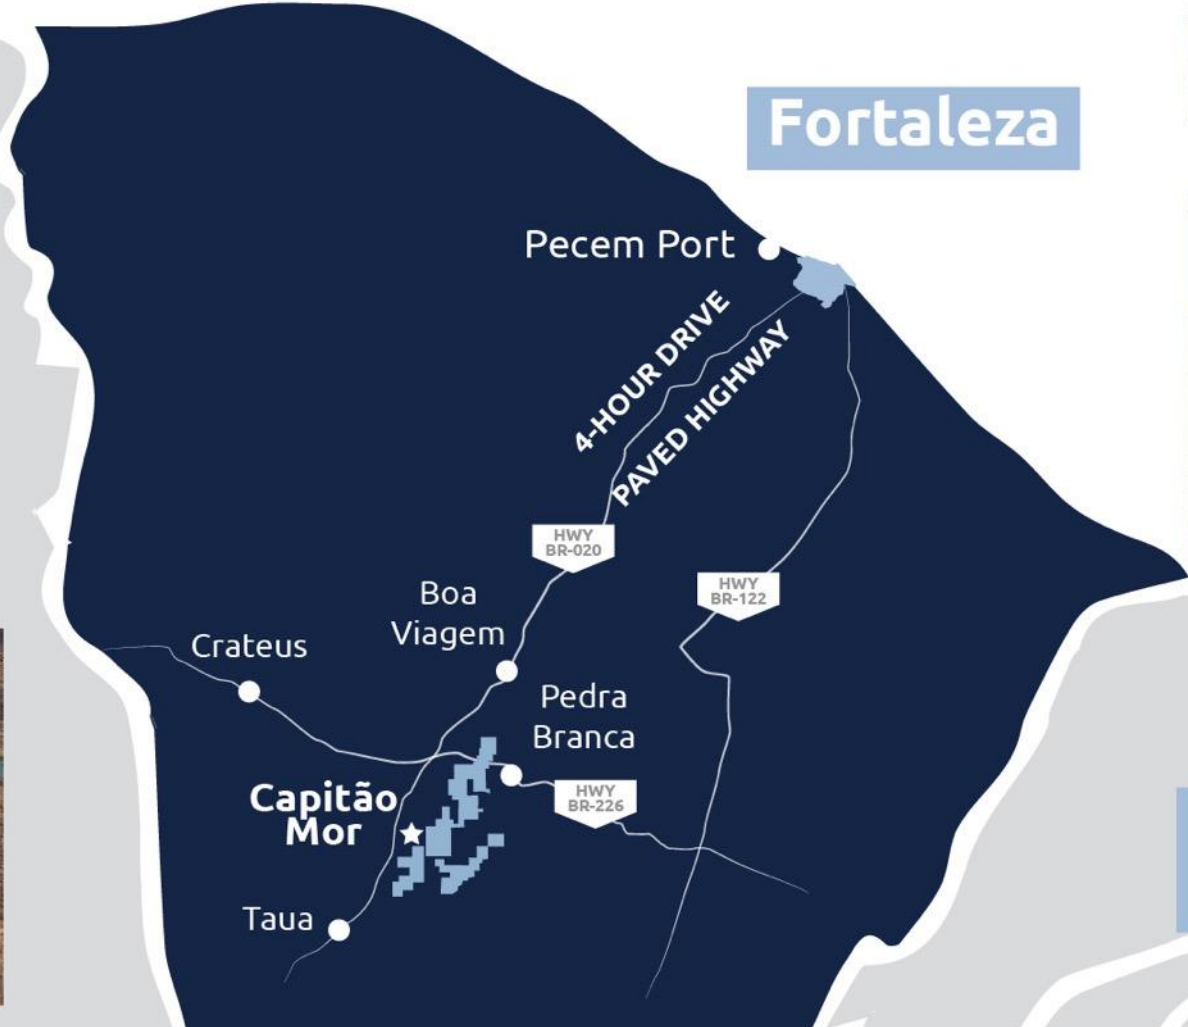 Fortaleza
Pecem Port
4-HOUR DRIVE
PAVED HIGHWAY
HWY
BR-020
HWY
BR-122
Boa
Viagem
Crateus
Pedra
Branca
HWY
BR-226
Capitão
Mor
Taua